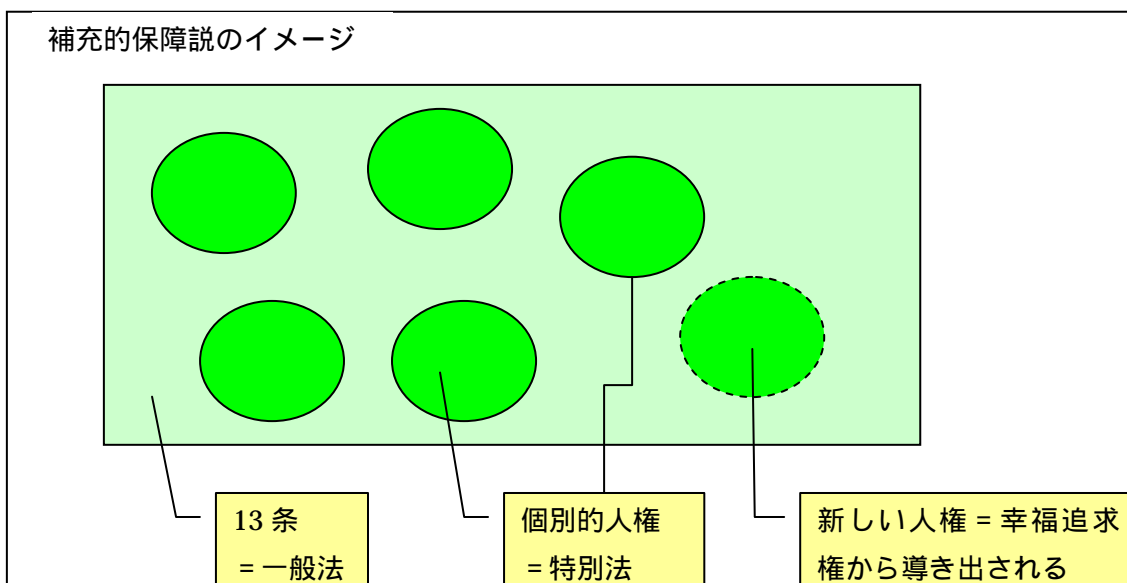 補充的保障説のイメージ
13 条
= 一般法
個別的人権
= 特別法
新しい人権 = 幸福追求
権から導き出される